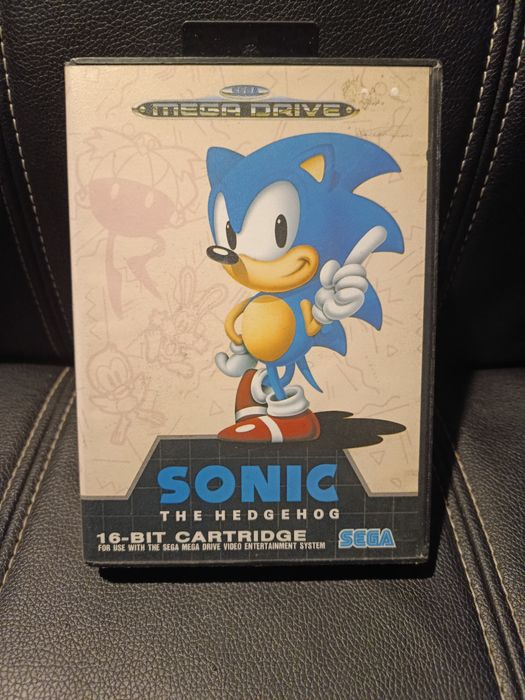 SEGA
MEGA DRIVE
SONIC
THE HEDGEHOG
16-BIT CARTRIDGE
FOR USE WITH THE SEGA MEGA DRIVE VIDEO ENTERTAINMENT SYSTEM
SEGA